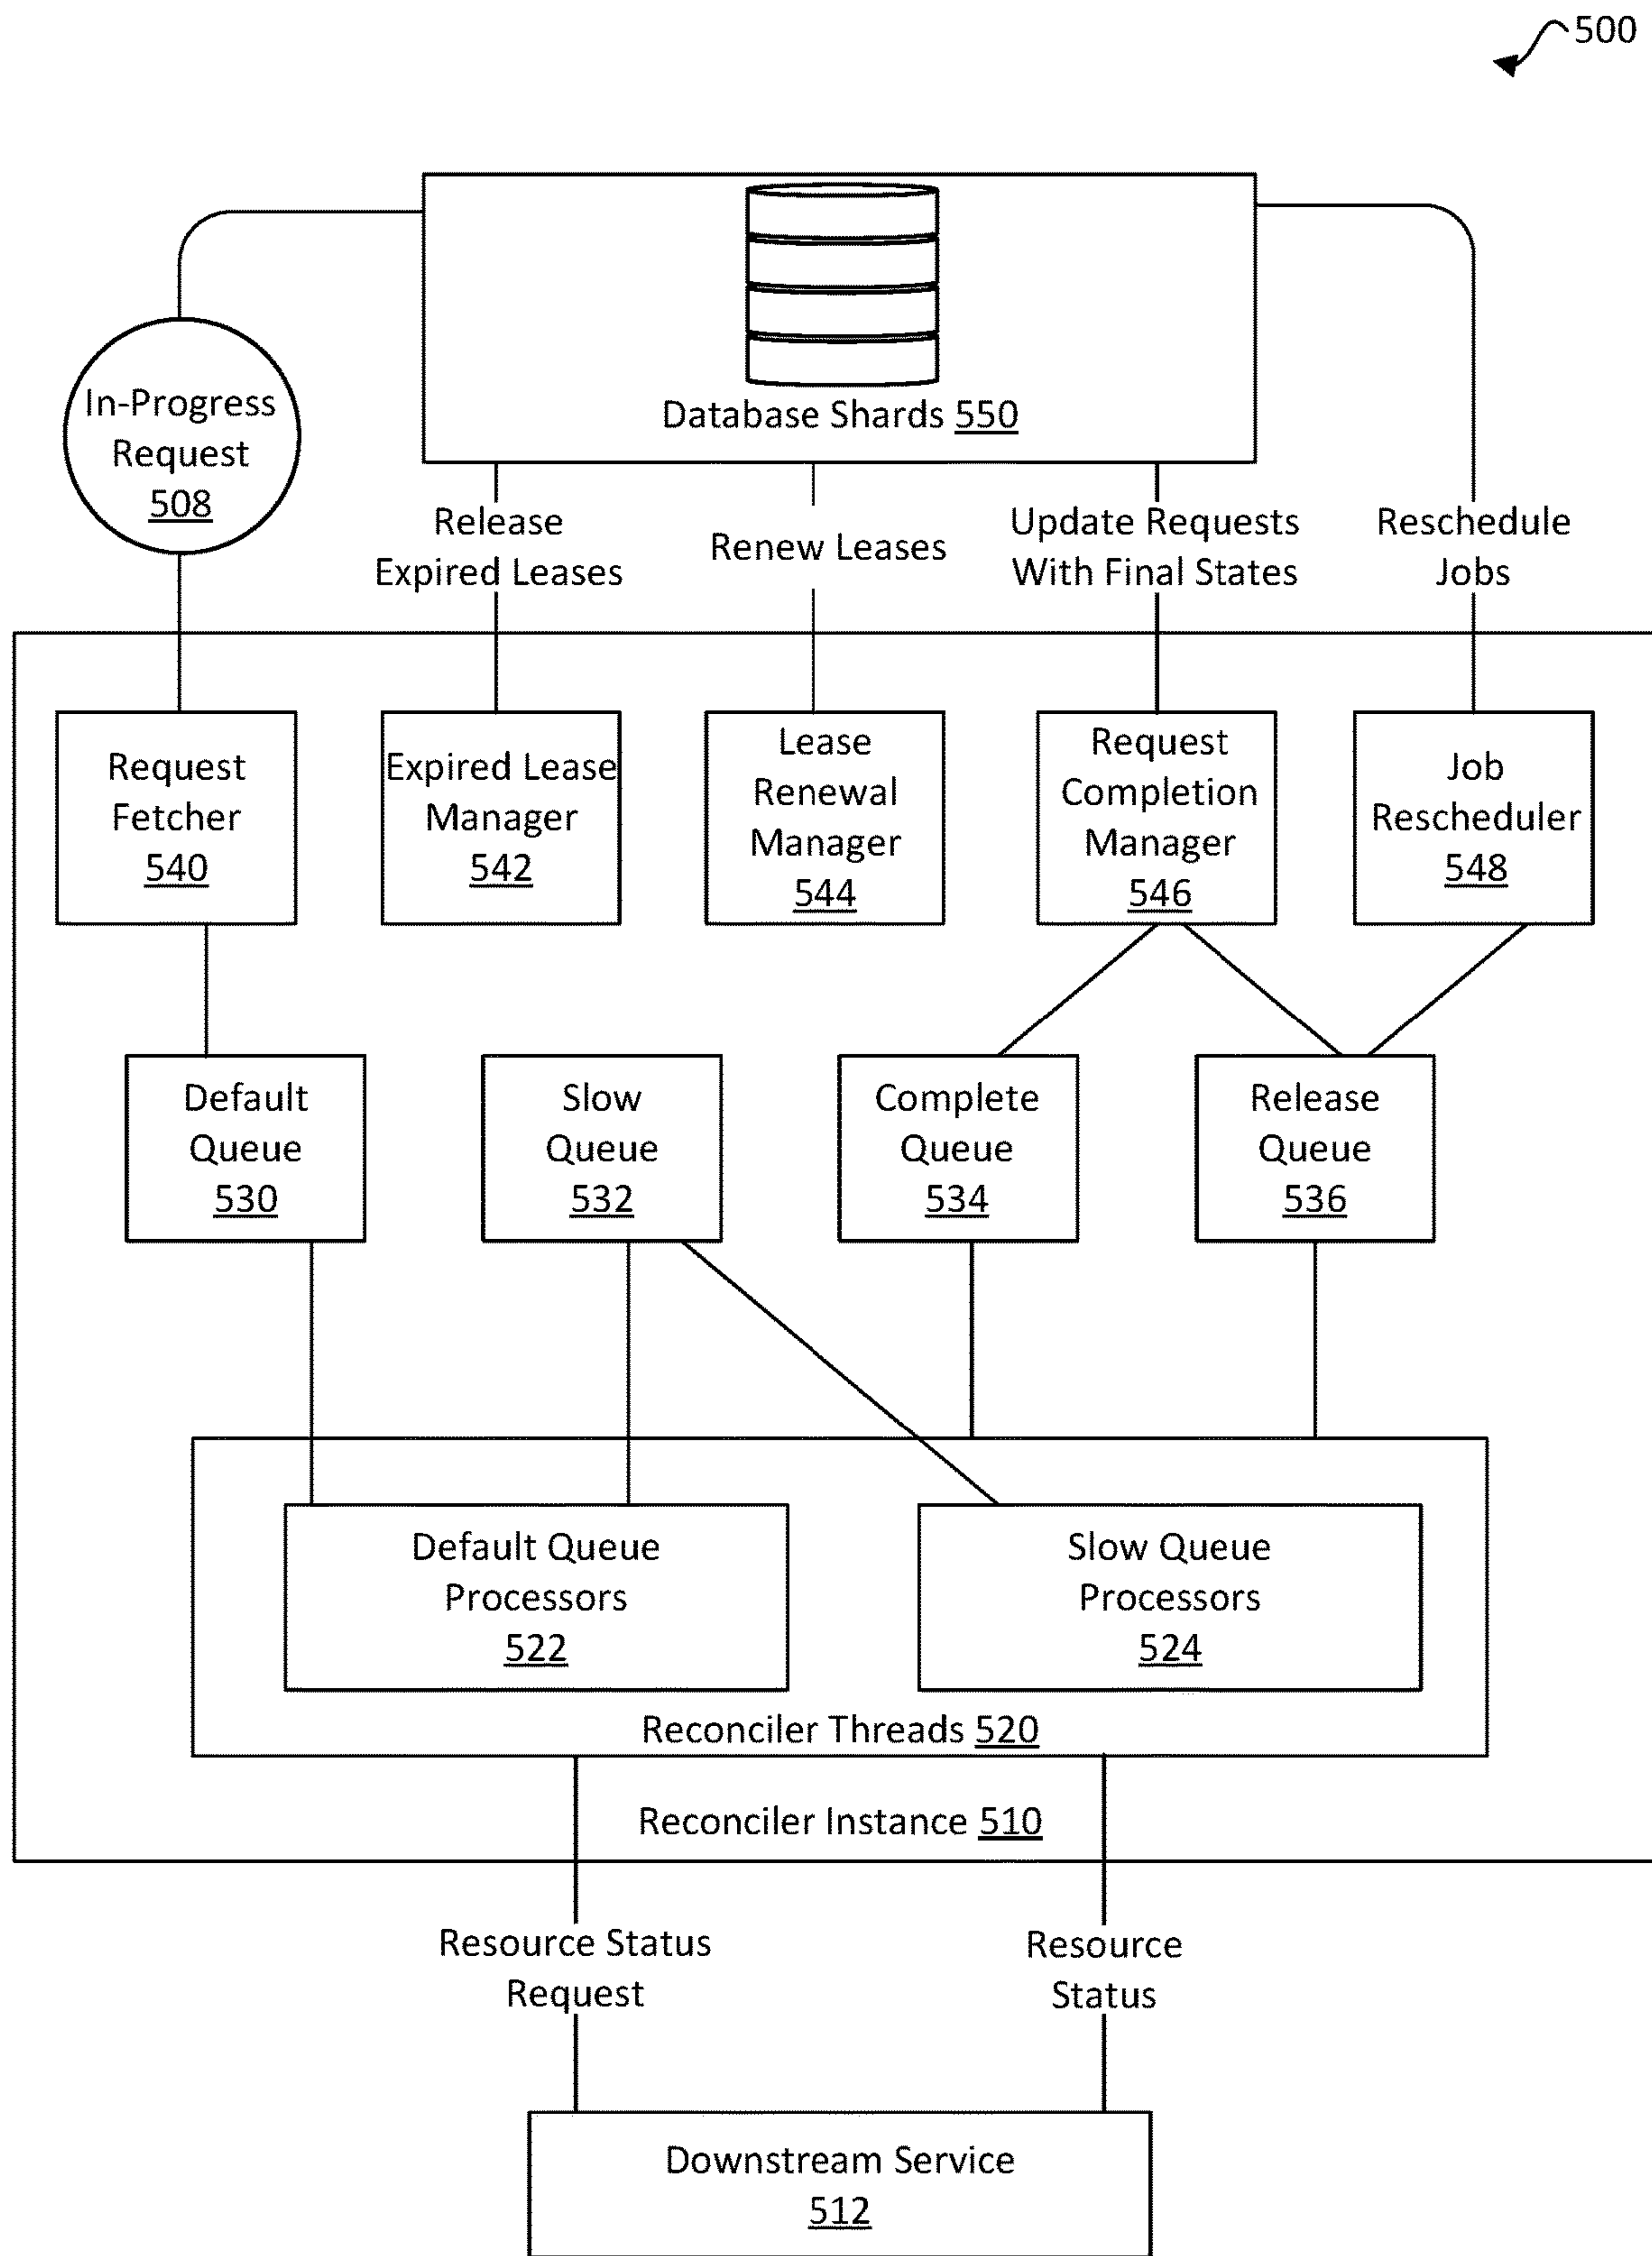 500
Database Shards 550
In-Progress
Request
508
Release
Expired Leases
Renew Leases
Update Requests
With Final States
Reschedule
Jobs
Request
Fetcher
540
Expired Lease
Manager
542
Lease
Renewal
Manager
544
Request
Completion
Manager
546
Job
Rescheduler
548
Default
Queue
530
Slow
Queue
532
Complete
Queue
534
Release
Queue
536
Default Queue
Processors
522
Slow Queue
Processors
524
Reconciler Threads 520
Reconciler Instance 510
Resource Status
Request
Resource
Status
Downstream Service
512